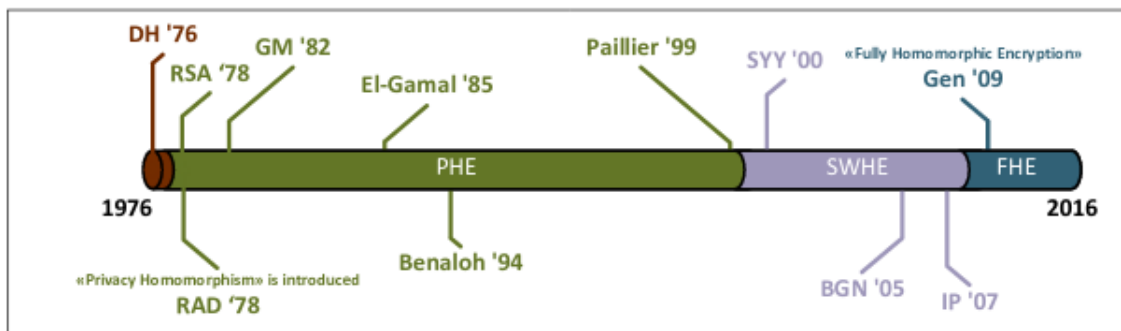 DH '76
RSA ‘78
GM '82
El-Gamal '85
Paillier '99
SYY '00
«Fully Homomorphic Encryption»
Gen '09
PHE
SWHE
FHE
1976
2016
«Privacy Homomorphism» is introduced
RAD ‘78
Benaloh '94
BGN '05
IP '07